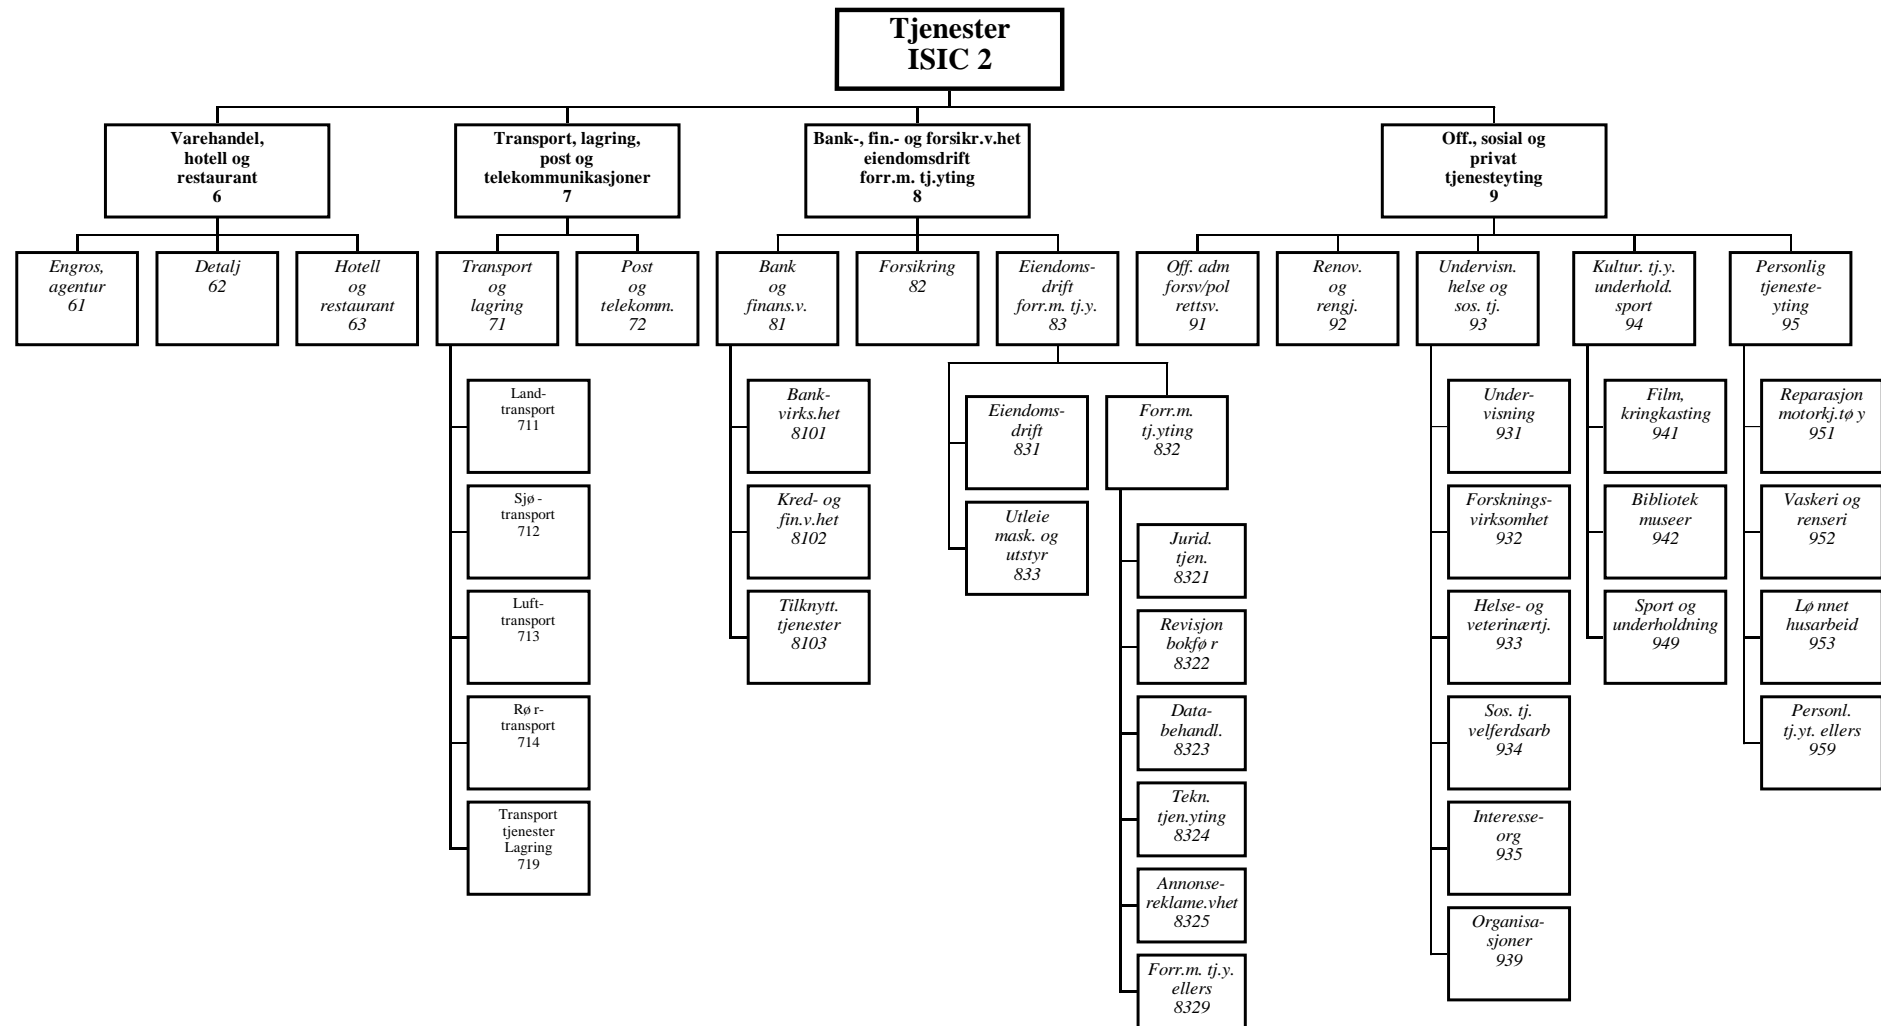 Tjenester
ISIC 2
Varehandel,
hotell og
restaurant
6
Transport, lagring,
post og
telekommunikasjoner
7
Bank-, fin.- og forsikr.v.het
eiendomsdrift
forr.m. tj.yting
8
Off., sosial og
privat
tjenesteyting
9
Engros,
agentur
61
Detalj
62
Hotell
og
restaurant
63
Transport
og
lagring
71
Post
og
telekomm.
72
Bank
og
finans.v.
81
Forsikring
82
Eiendoms-
drift
forr.m. tj.y.
83
Off. adm
forsv/pol
rettsv.
91
Renov.
og
rengj.
92
Undervisn.
helse og
sos. tj.
93
Kultur. tj.y.
underhold.
sport
94
Personlig
tjeneste-
yting
95
Land-
transport
711
Sjø-
transport
712
Luft-
transport
713
Rør-
transport
714
Transport
tjenester
Lagring
719
Bank-
virks.het
8101
Kred- og
fin.v.het
8102
Tilknytt.
tjenester
8103
Eiendoms-
drift
831
Utleie
mask. og
utstyr
833
Forr.m.
tj.yting
832
Jurid.
tjen.
8321
Revisjon
bokfør
8322
Data-
behandl.
8323
Tekn.
tjen.yting
8324
Annonse-
reklame.vhet
8325
Forr.m. tj.y.
ellers
8329
Under-
visning
931
Forsknings-
virksomhet
932
Helse- og
veterinærtj.
933
Sos. tj.
velferdsarb
934
Interesse-
org
935
Organisa-
sjoner
939
Film,
kringkasting
941
Bibliotek
museer
942
Sport og
underholdning
949
Reparasjon
motorkj.tøy
951
Vaskeri og
renseri
952
Lønnet
husarbeid
953
Personl.
tj.yt. ellers
959